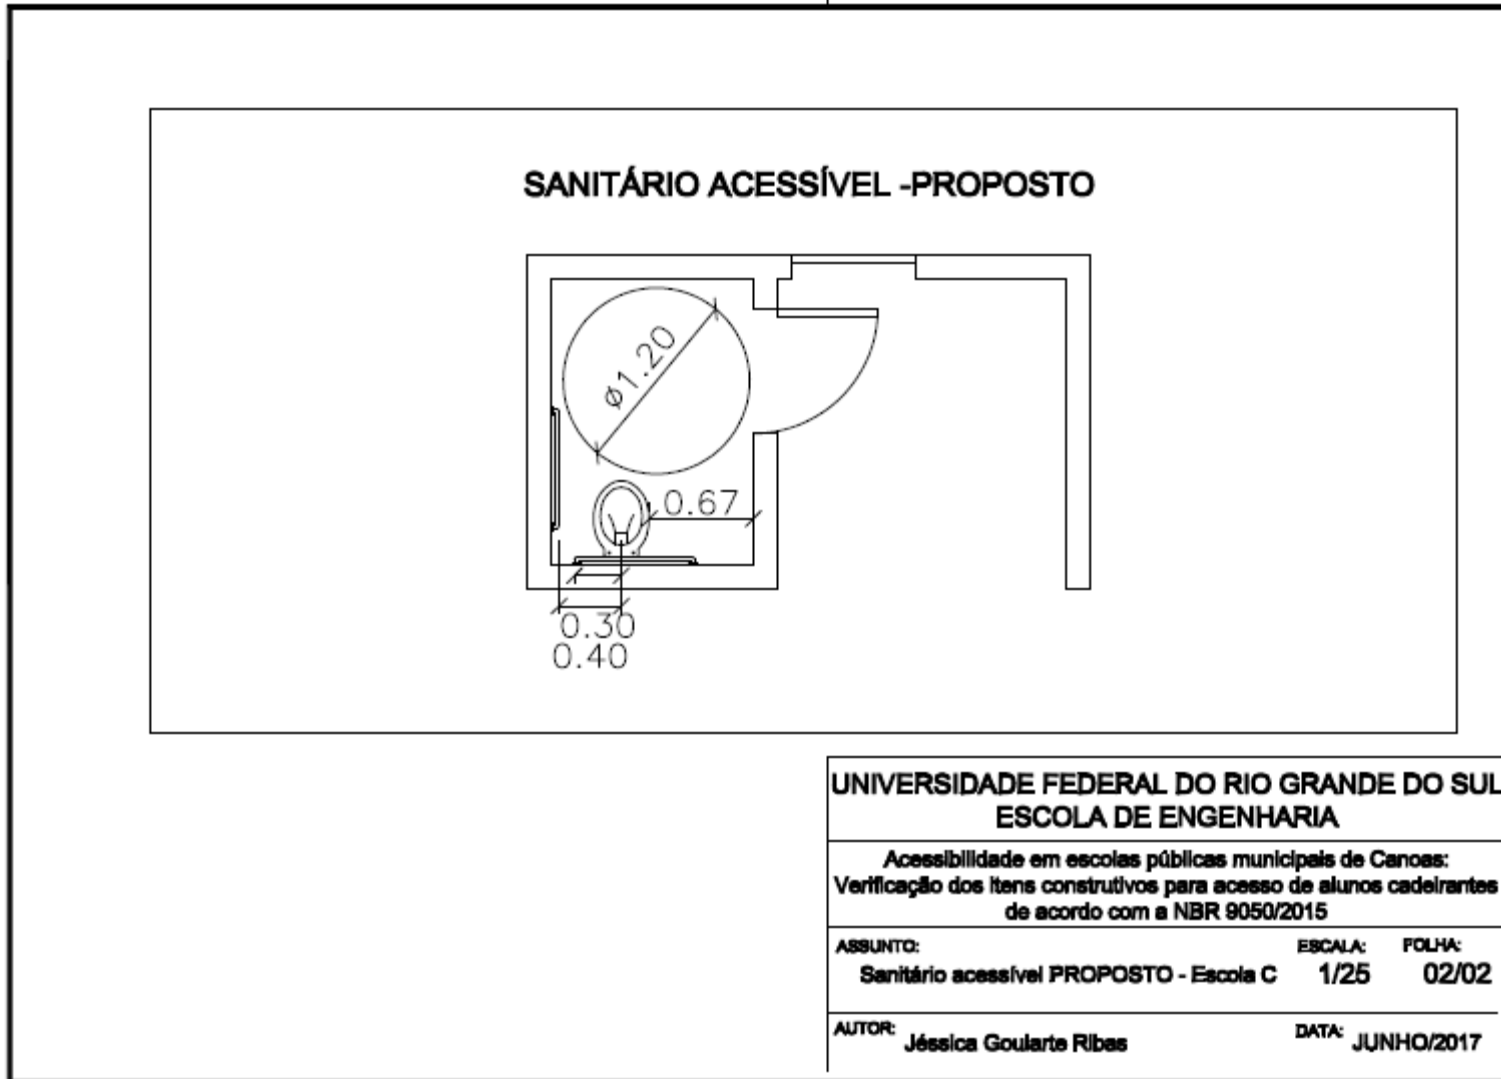 SANITÁRIO ACESSÍVEL -PROPOSTO
ø1.20
0.67
0.30
0.40
UNIVERSIDADE FEDERAL DO RIO GRANDE DO SUL
ESCOLA DE ENGENHARIA
Acessibilidade em escolas públicas municipais de Canoas:
Verificação dos itens construtivos para acesso de alunos cadeirantes
de acordo com a NBR 9050/2015
ASSUNTO: ESCALA: FOLHA:
Sanitário acessível PROPOSTO - Escola C 1/25 02/02
AUTOR: Jéssica Goularte Ribas DATA: JUNHO/2017